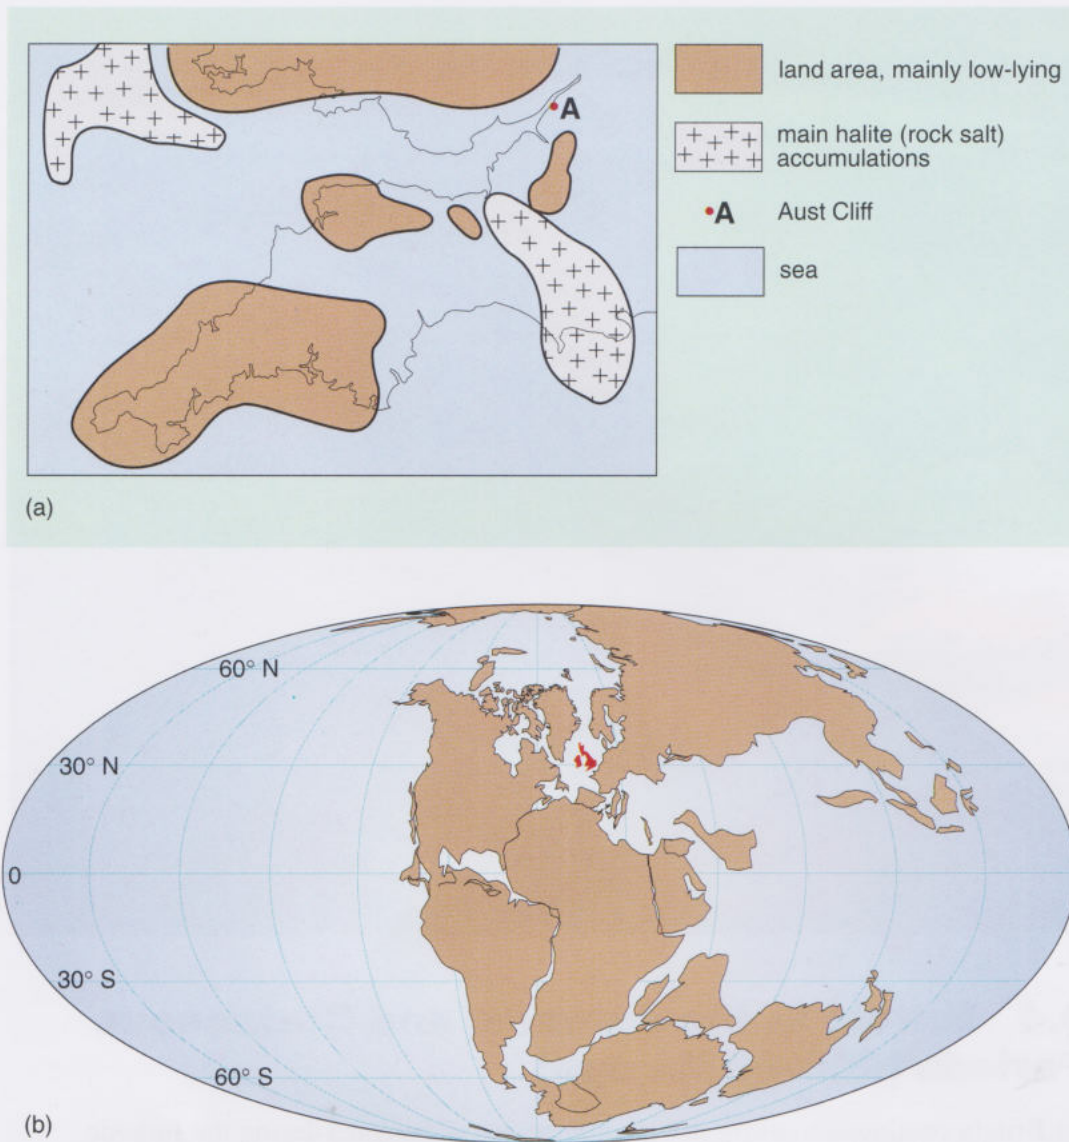 land area, mainly low-lying
A
main halite (rock salt)
accumulations
•A Aust Cliff
sea
(a)
60° N
30° N
0
30° S
60° S
(b)